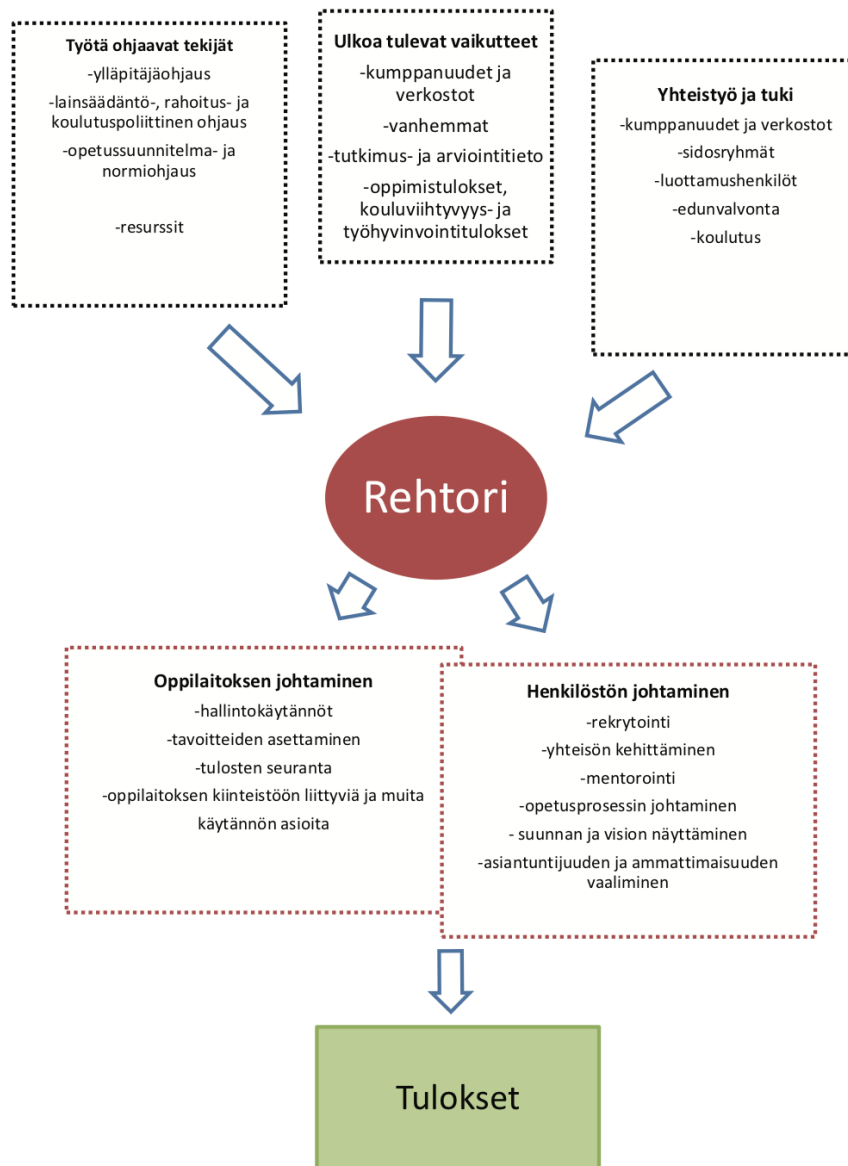 Työtä ohjaavat tekijät
-ylläpitäjäohjaus
-lainsäädäntö-, rahoitus- ja
koulutuspoliittinen ohjaus
-opetussuunnitelma- ja
normiohjaus
-resurssit
Ulkoa tulevat vaikutteet
-kumppanuudet ja
verkostot
-vanhemmat
-tutkimus- ja arviointitieto
-oppimistulokset,
kouluviihtyvyys- ja
työhyvinvointitulokset
Yhteistyö ja tuki
-kumppanuudet ja verkostot
-sidosryhmät
-luottamushenkilöt
-edunvalvonta
-koulutus
Rehtori
Oppilaitoksen johtaminen
-hallintokäytännöt
-tavoitteiden asettaminen
-tulosten seuranta
-oppilaitoksen kiinteistöön liittyviä ja muita
käytännön asioita
Henkilöstön johtaminen
-rekrytointi
-yhteisön kehittäminen
-mentorointi
-opetusprosessin johtaminen
- suunnan ja vision näyttäminen
-asiantuntijuuden ja ammattimaisuuden
vaaliminen
Tulokset